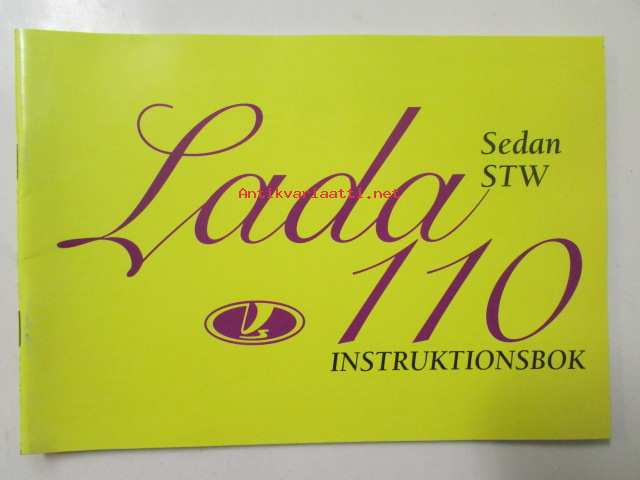 Lada
Sedan
STW
Antikvariaatti.net
110
INSTRUKTIONSBOK